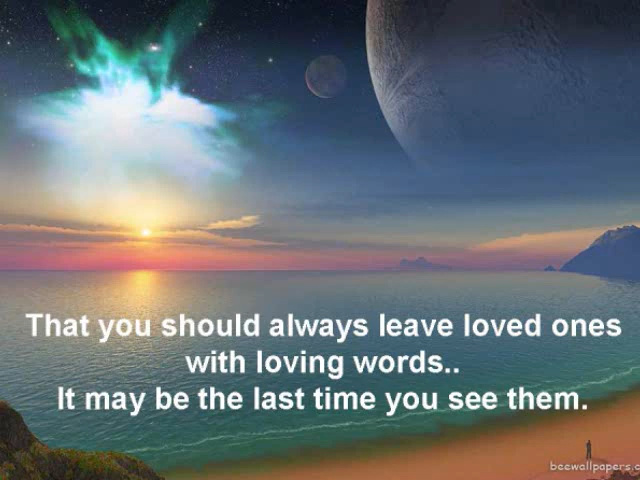 That you should always leave loved ones
with loving words..
It may be the last time you see them.
beewallpapers.c